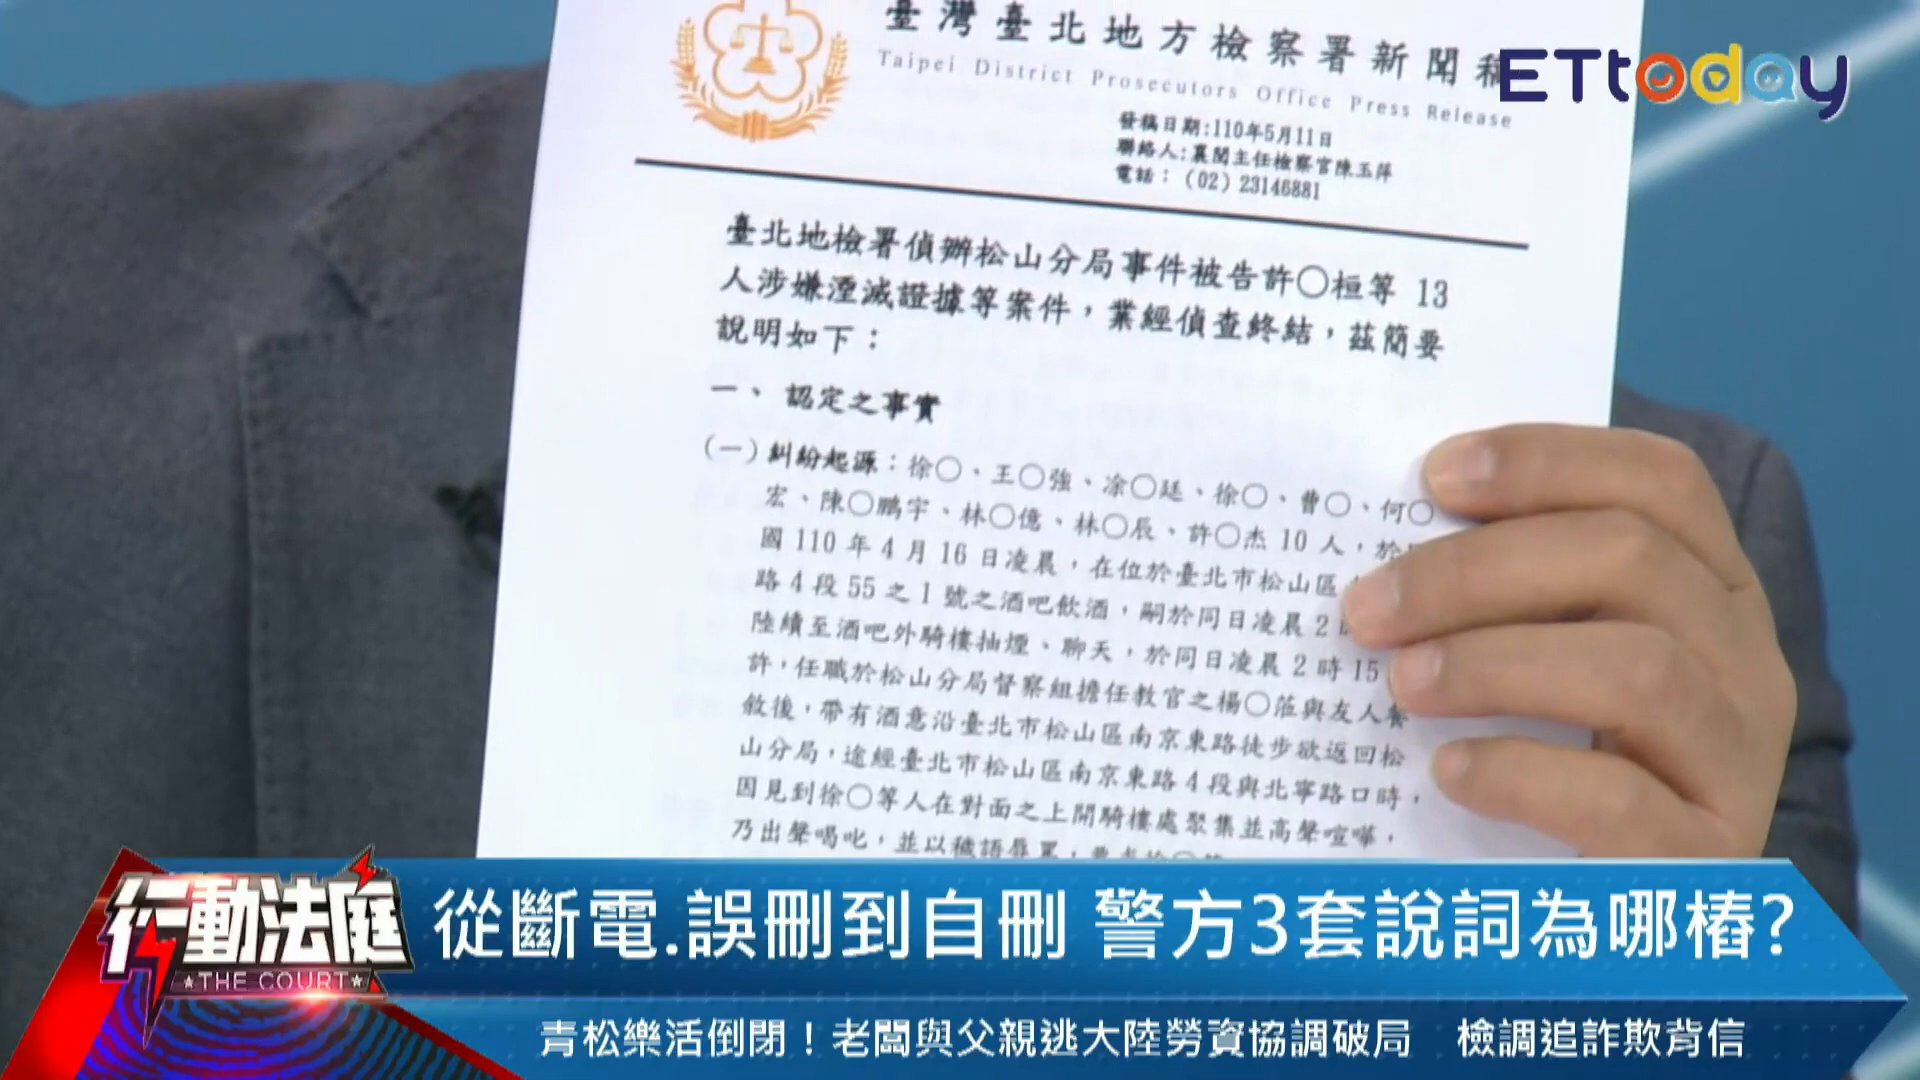 臺灣臺北地方檢察署新聞稿
Taipei District Prosecutors Office Press Release
ETtoday
發稿日期:110年5月11日
聯絡人:襄閱主任檢察官陳玉萍
電話：（02）23146881
臺北地檢署偵辦松山分局事件被告許〇桓等 13
人涉嫌湮滅證據等案件，業經偵查終結，茲簡要
說明如下：
一、 認定之事實
(一)糾紛起源：徐〇、王〇強、凃〇廷、徐〇、曹〇、何〇
宏、陳〇鵬宇、林〇億、林〇辰、許〇杰 10 人，於
國 110 年 4 月 16 日凌晨，在位於臺北市松山區
路 4 段 55 之 1 號之酒吧飲酒，嗣於同日凌晨 2
陸續至酒吧外騎樓抽煙、聊天，於同日凌晨 2 時 15
許，任職於松山分局督察組擔任教官之楊〇蒞與友人餐
敘後，帶有酒意沿臺北市松山區南京東路徒步欲返回松
山分局，途經臺北市松山區南京東路 4 段與北寧路口時，
因見到徐〇等人在對面之上開騎樓處聚集並高聲喧嘩，
乃出聲喝叱，並以穢語辱罵，
行動法庭
THE COURT
從斷電.誤刪到自刪 警方3套說詞為哪樁?
青松樂活倒閉！老闆與父親逃大陸勞資協調破局 檢調追詐欺背信